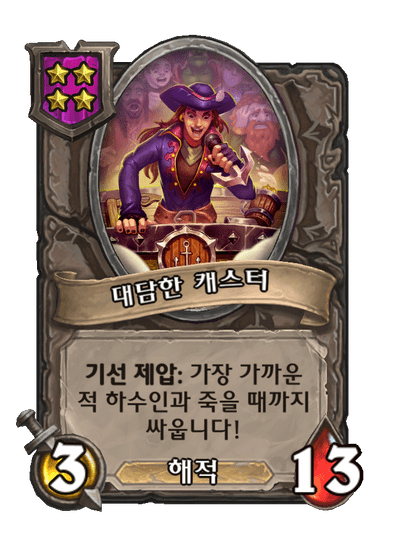 대담한 캐스터
기선 제압: 가장 가까운
적 하수인과 죽을 때까지
싸웁니다!
3
해적
13